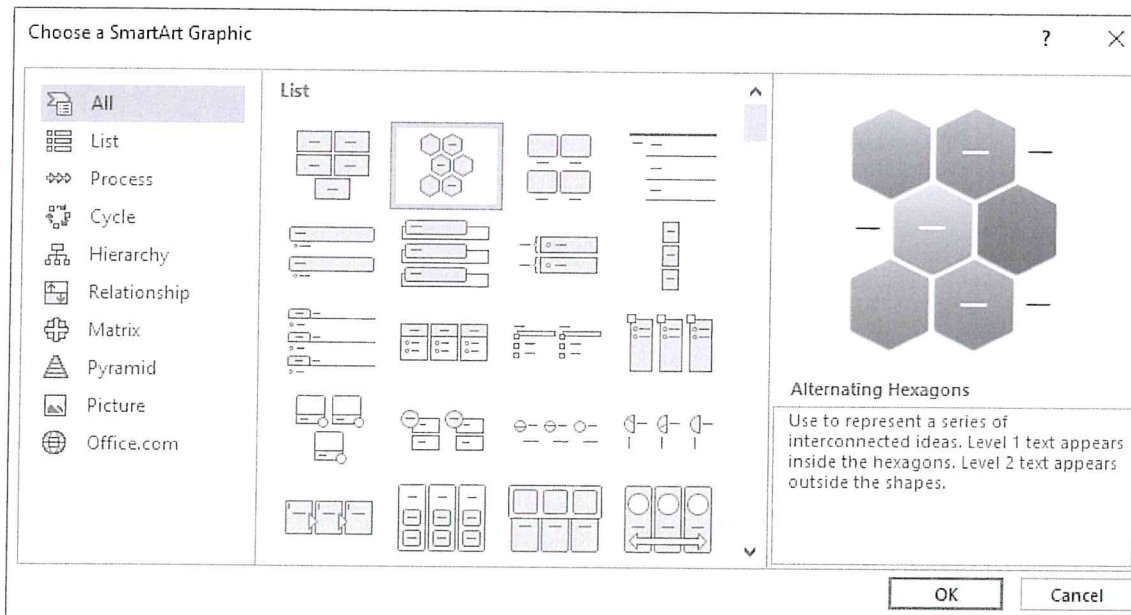 Choose a SmartArt Graphic
?
All
List
Process
Cycle
Hierarchy
Relationship
Matrix
Pyramid
Picture
Office.com
List
Alternating Hexagons
Use to represent a series of
interconnected ideas. Level 1 text appears
inside the hexagons. Level 2 text appears
outside the shapes.
OK
Cancel